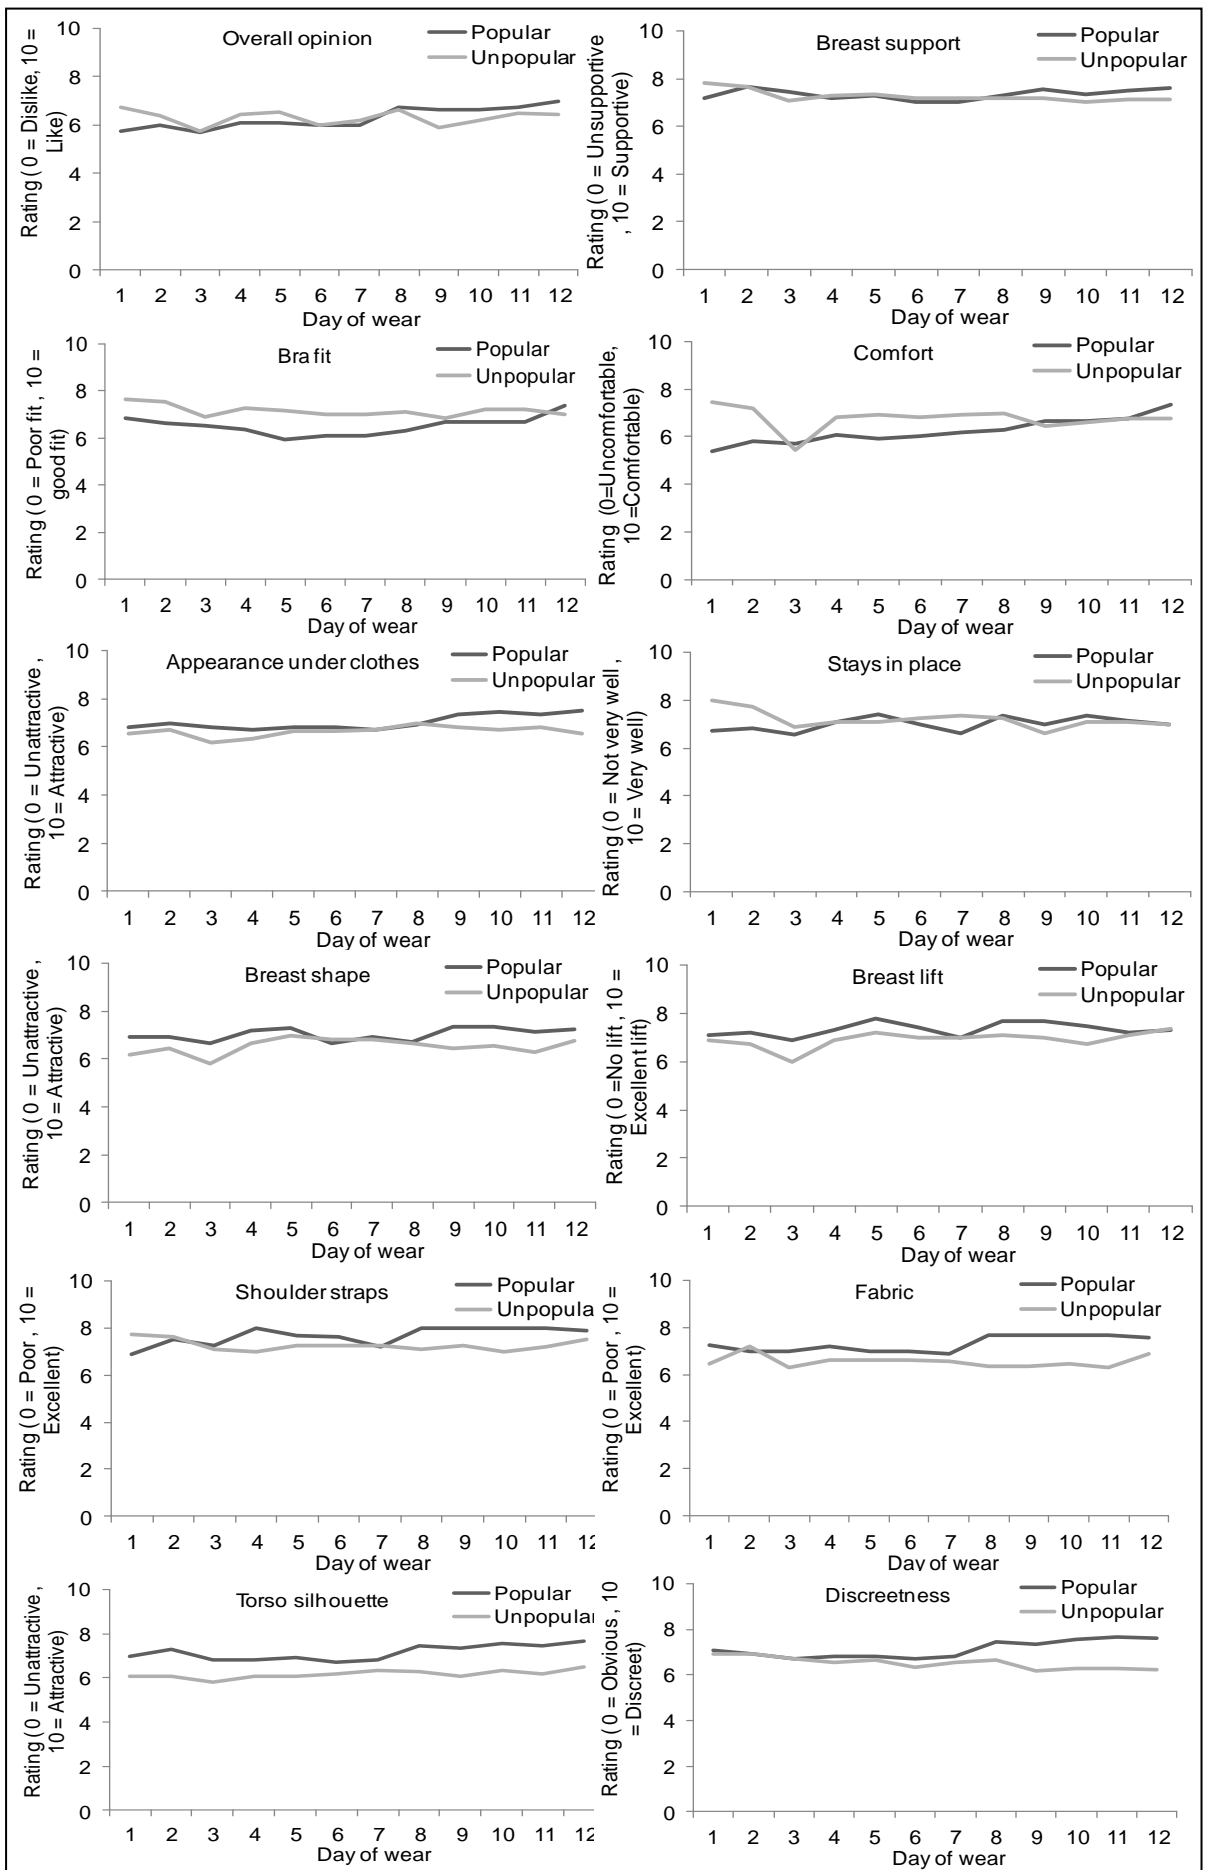 Overall opinion
Popular
Unpopular
Rating ( 0 = Dislike, 10 =
Like)
10
8
6
4
2
0
1 2 3 4 5 6 7 8 9 10 11 12
Day of wear
Breast support
Popular
Unpopular
Rating ( 0 = Unsupportive
, 10 = Supportive)
10
8
6
4
2
0
1 2 3 4 5 6 7 8 9 10 11 12
Day of wear
Bra fit
Popular
Unpopular
Rating ( 0 = Poor fit , 10 =
good fit)
10
8
6
4
2
0
1 2 3 4 5 6 7 8 9 10 11 12
Day of wear
Comfort
Popular
Unpopular
Rating (0=Uncomfortable,
10 =Comfortable)
10
8
6
4
2
0
1 2 3 4 5 6 7 8 9 10 11 12
Day of wear
Appearance under clothes
Popular
Unpopular
Rating ( 0 = Unattractive ,
10 = Attractive)
10
8
6
4
2
0
1 2 3 4 5 6 7 8 9 10 11 12
Day of wear
Stays in place
Popular
Unpopular
Rating ( 0 = Not very well ,
10 = Very well)
10
8
6
4
2
0
1 2 3 4 5 6 7 8 9 10 11 12
Day of wear
Breast shape
Popular
Unpopular
Rating ( 0 = Unattractive ,
10 = Attractive)
10
8
6
4
2
0
1 2 3 4 5 6 7 8 9 10 11 12
Day of wear
Breast lift
Popular
Unpopular
Rating ( 0 =No lift , 10 =
Excellent lift)
10
8
6
4
2
0
1 2 3 4 5 6 7 8 9 10 11 12
Day of wear
Shoulder straps
Popular
Unpopula
Rating ( 0 = Poor , 10 =
Excellent)
10
8
6
4
2
0
1 2 3 4 5 6 7 8 9 10 11 12
Day of wear
Fabric
Popular
Unpopular
Rating ( 0 = Poor , 10 =
Excellent)
10
8
6
4
2
0
1 2 3 4 5 6 7 8 9 10 11 12
Day of wear
Torso silhouette
Popular
Unpopular
Rating ( 0 = Unattractive ,
10 = Attractive)
10
8
6
4
2
0
1 2 3 4 5 6 7 8 9 10 11 12
Day of wear
Discreetness
Popular
Unpopular
Rating ( 0 = Obvious , 10
= Discreet)
10
8
6
4
2
0
1 2 3 4 5 6 7 8 9 10 11 12
Day of wear